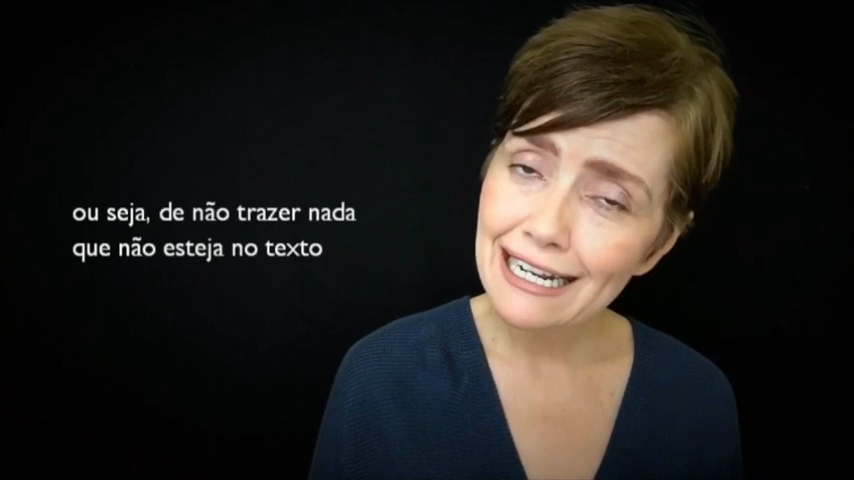 ou seja, de não trazer nada
que não esteja no texto